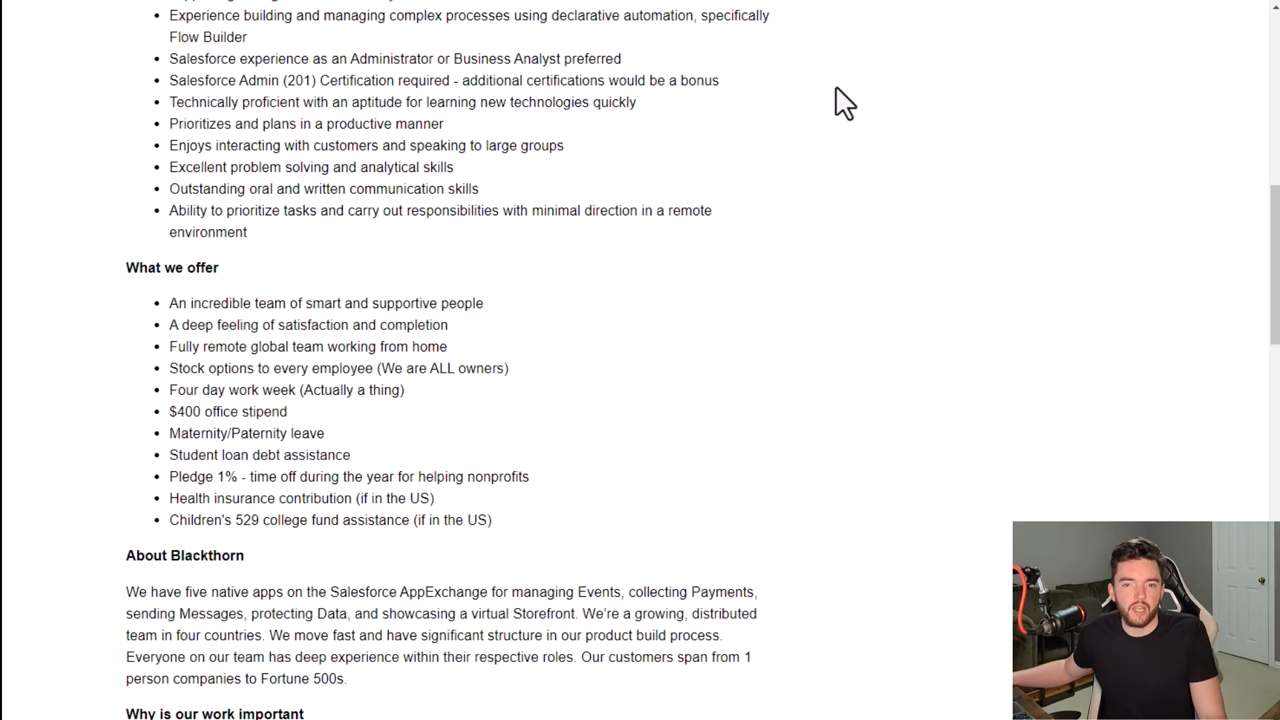 Experience building and managing complex processes using declarative automation, specifically
Flow Builder
Salesforce experience as an Administrator or Business Analyst preferred
Salesforce Admin (201) Certification required - additional certifications would be a bonus
Technically proficient with an aptitude for learning new technologies quickly
Prioritizes and plans in a productive manner
Enjoys interacting with customers and speaking to large groups
Excellent problem solving and analytical skills
Outstanding oral and written communication skills
Ability to prioritize tasks and carry out responsibilities with minimal direction in a remote
environment
What we offer
An incredible team of smart and supportive people
A deep feeling of satisfaction and completion
Fully remote global team working from home
Stock options to every employee (We are ALL owners)
Four day work week (Actually a thing)
$400 office stipend
Maternity/Paternity leave
Student loan debt assistance
Pledge 1% - time off during the year for helping nonprofits
Health insurance contribution (if in the US)
Children's 529 college fund assistance (if in the US)
About Blackthorn
We have five native apps on the Salesforce AppExchange for managing Events, collecting Payments,
sending Messages, protecting Data, and showcasing a virtual Storefront. We’re a growing, distributed
team in four countries. We move fast and have significant structure in our product build process.
Everyone on our team has deep experience within their respective roles. Our customers span from 1
person companies to Fortune 500s.
Why is our work important